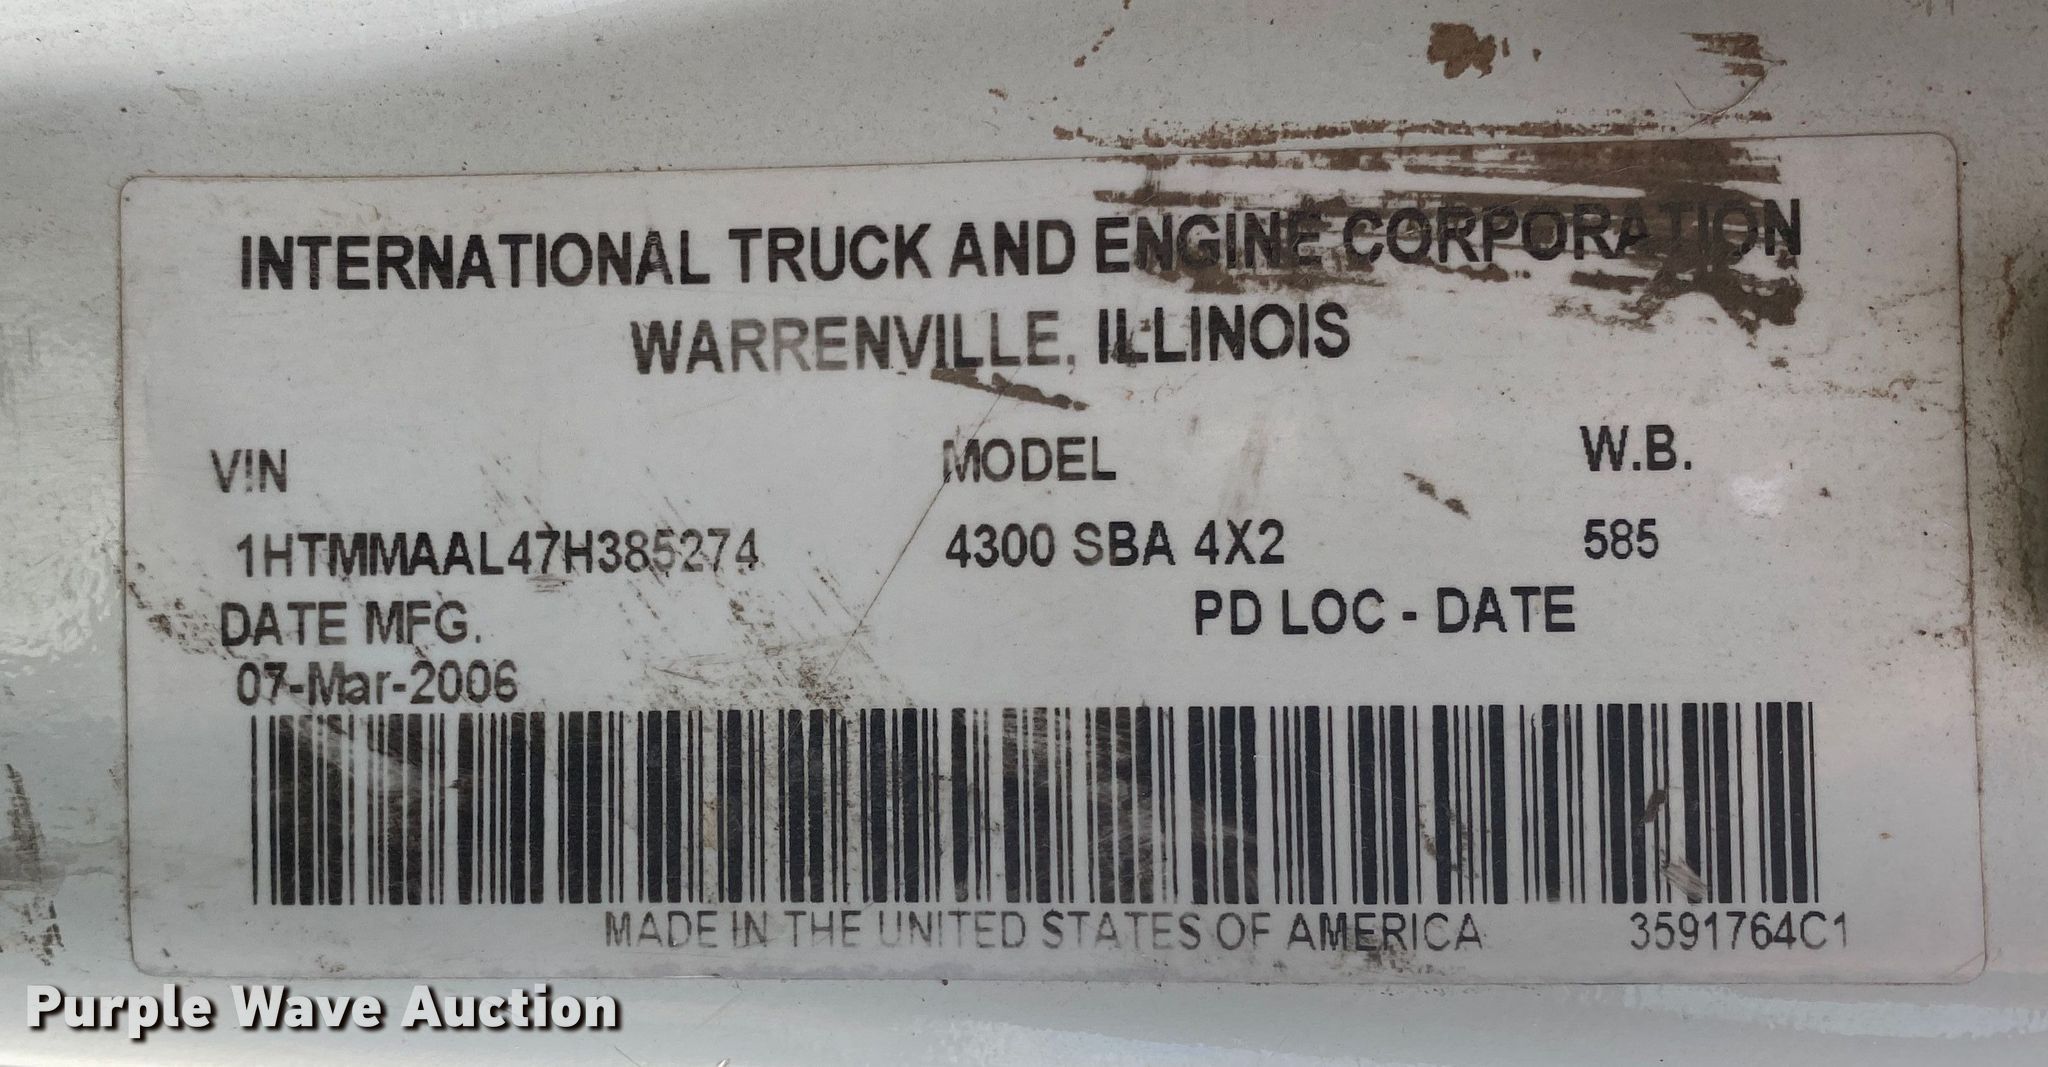 INTERNATIONAL TRUCK AND ENGINE CORPORATION
WARRENVILLE, ILLINOIS
VIN MODEL W.B.
1HTMMAAL47H385274 4300 SBA 4X2 585
DATE MFG. PD LOC - DATE
07-Mar-2006
MADE IN THE UNITED STATES OF AMERICA 3591764C1
Purple Wave Auction